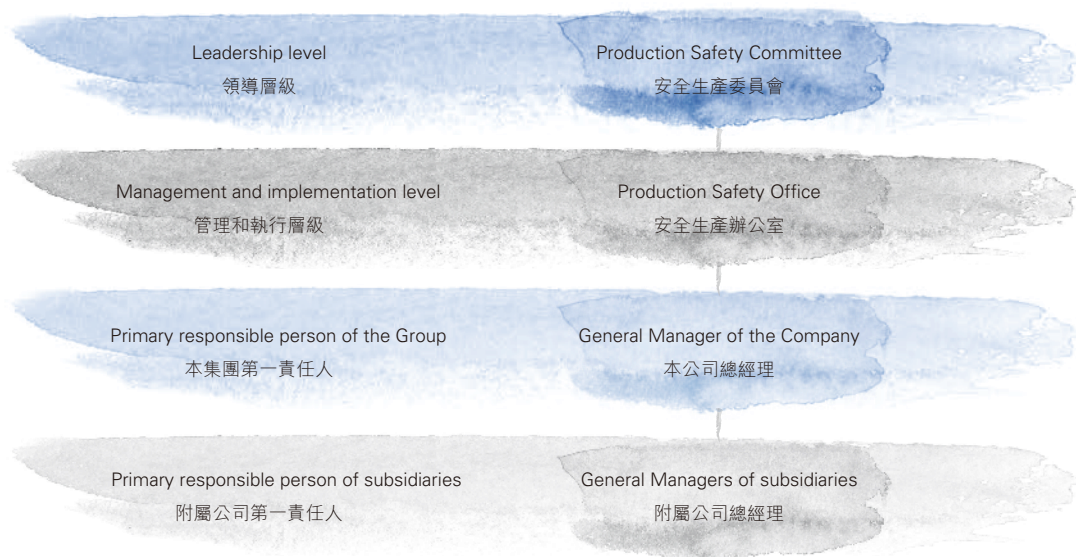 Leadership level
領導層級
Production Safety Committee
安全生產委員會
Management and implementation level
管理和執行層級
Production Safety Office
安全生產辦公室
Primary responsible person of the Group
本集團第一責任人
General Manager of the Company
本公司總經理
Primary responsible person of subsidiaries
附屬公司第一責任人
General Managers of subsidiaries
附屬公司總經理